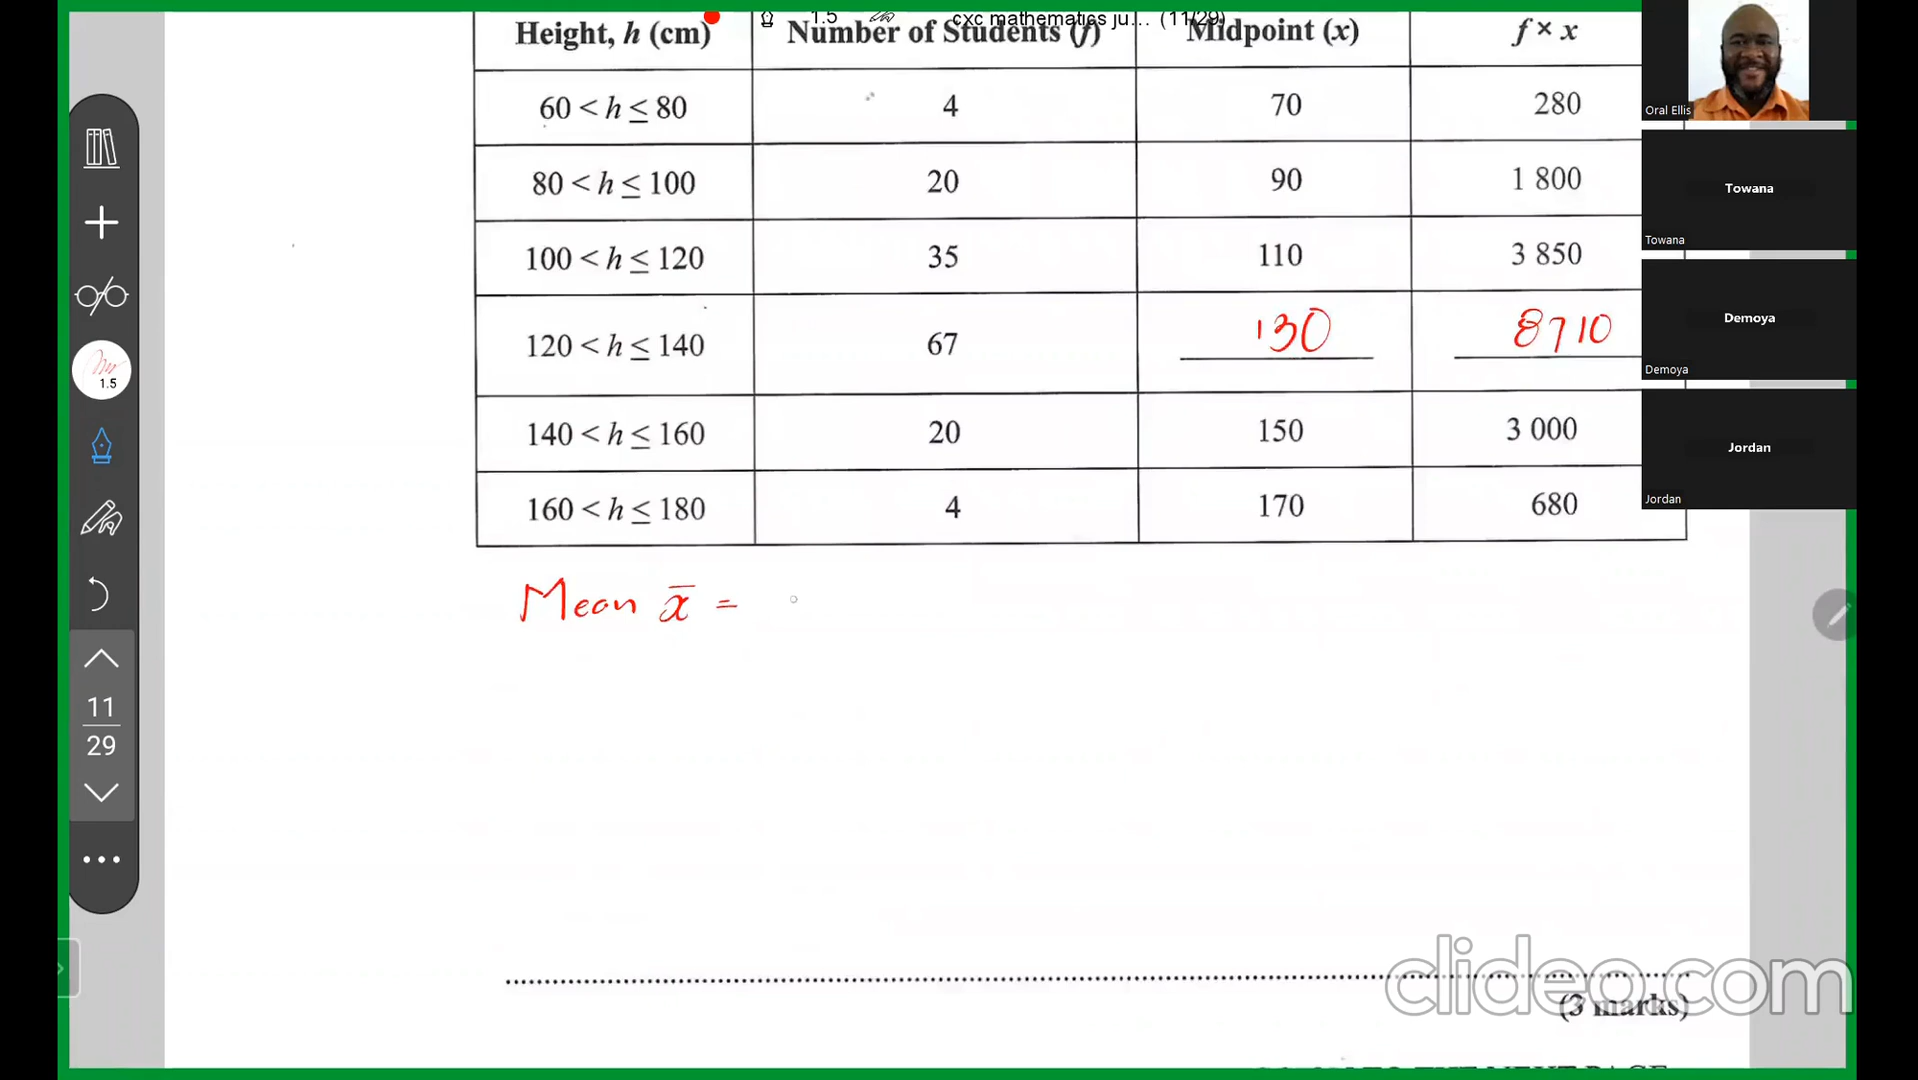 1.5 cxc mathematics ju... (11/29)
Height, h (cm) Number of Students (f) Midpoint (x) f × x
60 < h ≤ 80 4 70 280
80 < h ≤ 100 20 90 1 800
100 < h ≤ 120 35 110 3 850
120 < h ≤ 140 67 130 8710
140 < h ≤ 160 20 150 3 000
160 < h ≤ 180 4 170 680
Mean x̄ =
(3 marks)
1.5
11
29
Oral Ellis
Towana
Towana
Demoya
Demoya
Jordan
Jordan
clideo.com